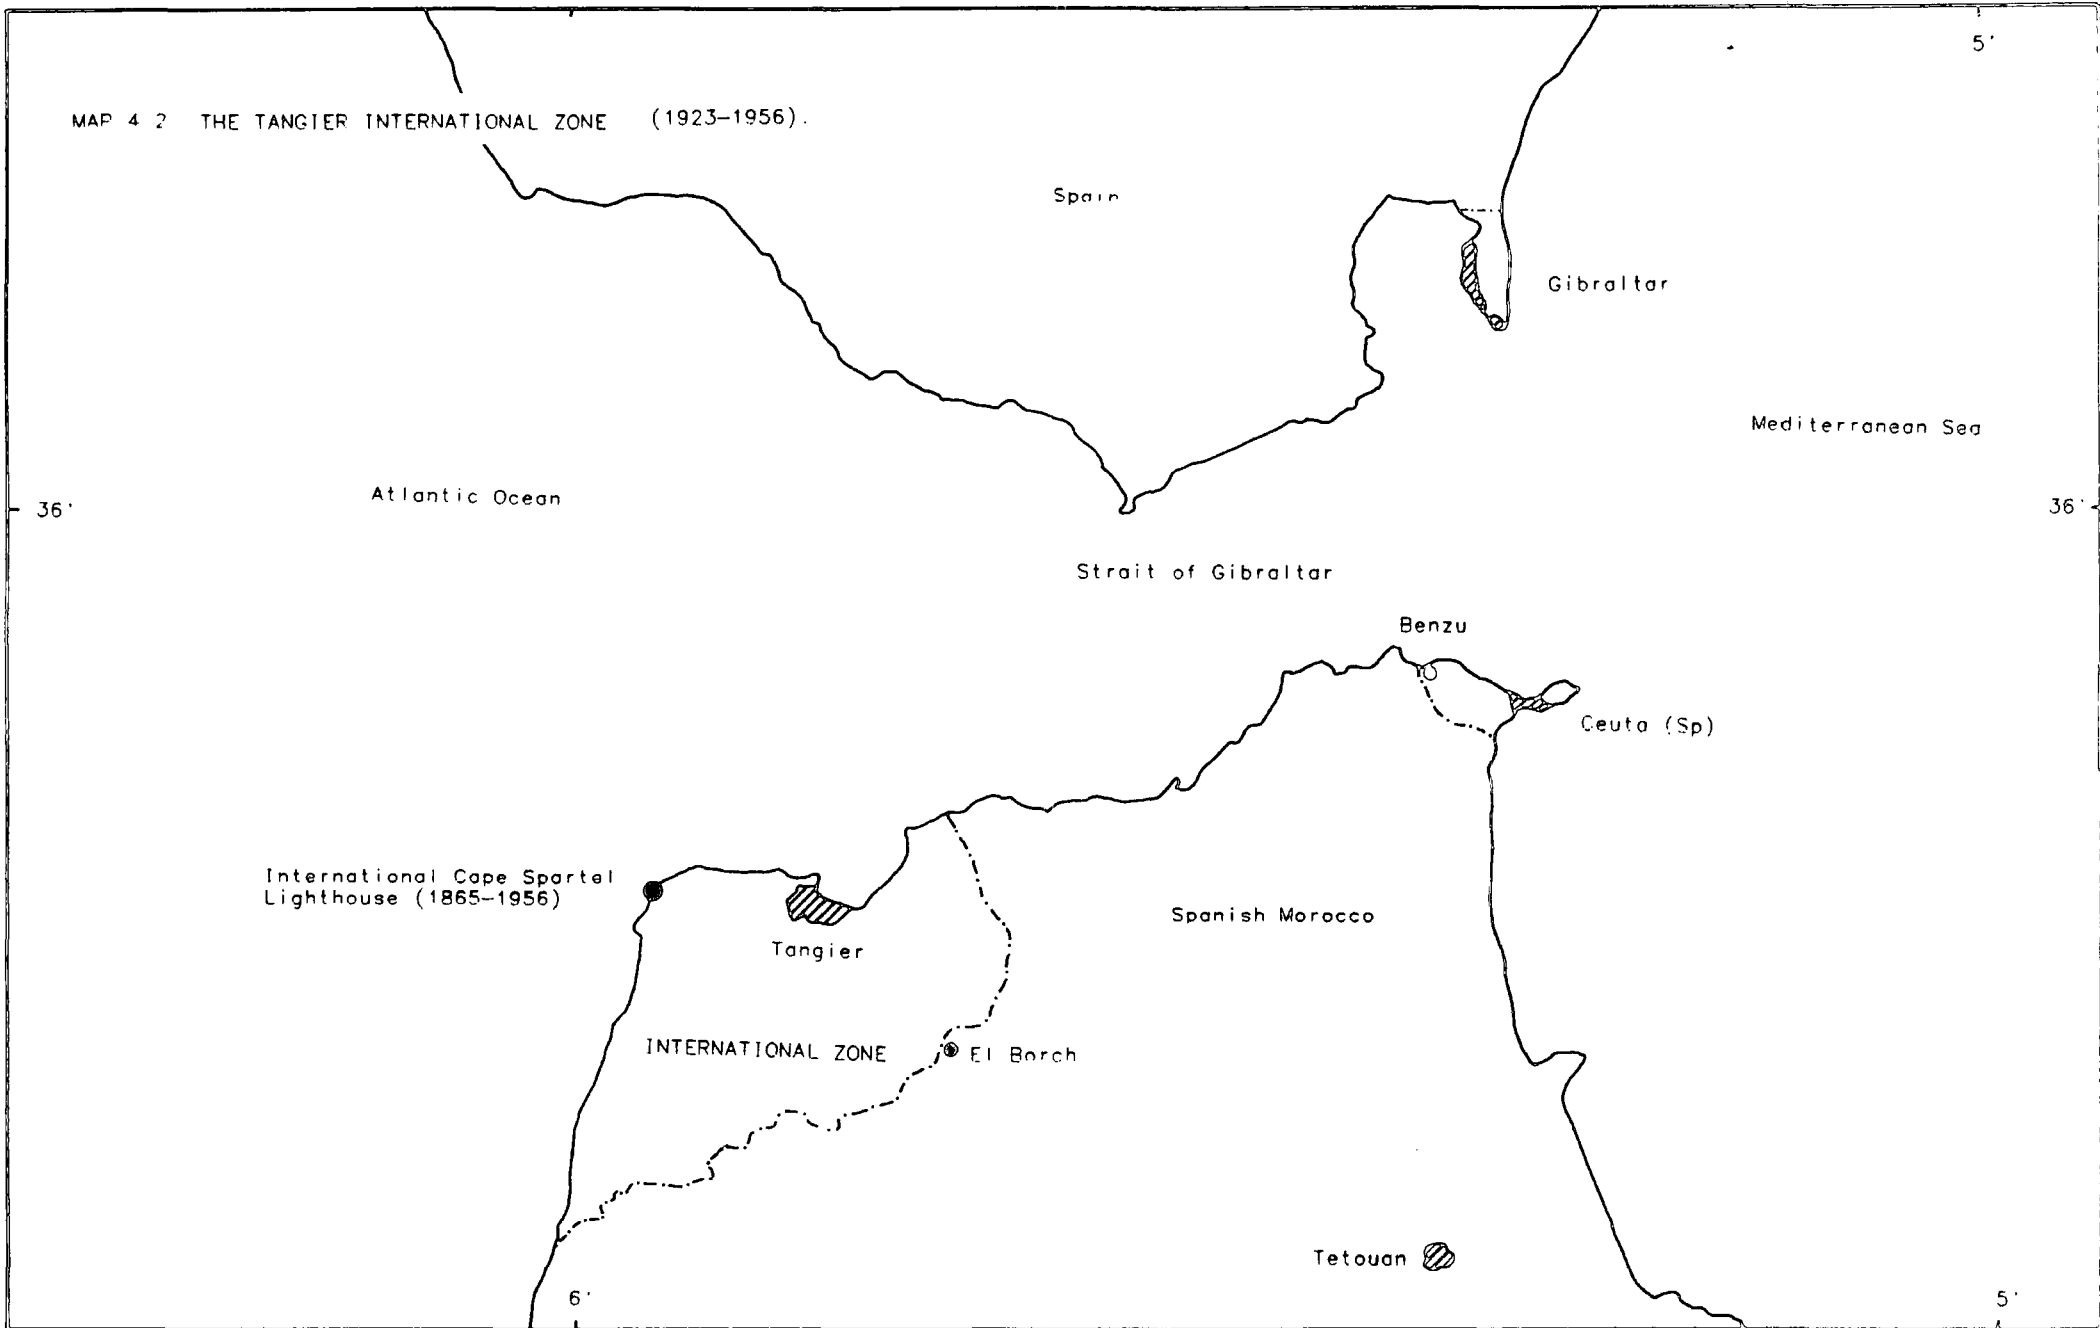 5'
MAP 4 2 THE TANGIER INTERNATIONAL ZONE (1923–1956).
Spain
Gibraltar
Mediterranean Sea
Atlantic Ocean
36'
36'
Strait of Gibraltar
Benzu
Ceuta (Sp)
International Cape Spartel
Lighthouse (1865–1956)
Spanish Morocco
Tangier
INTERNATIONAL ZONE
El Borch
Tetouan
6'
5'